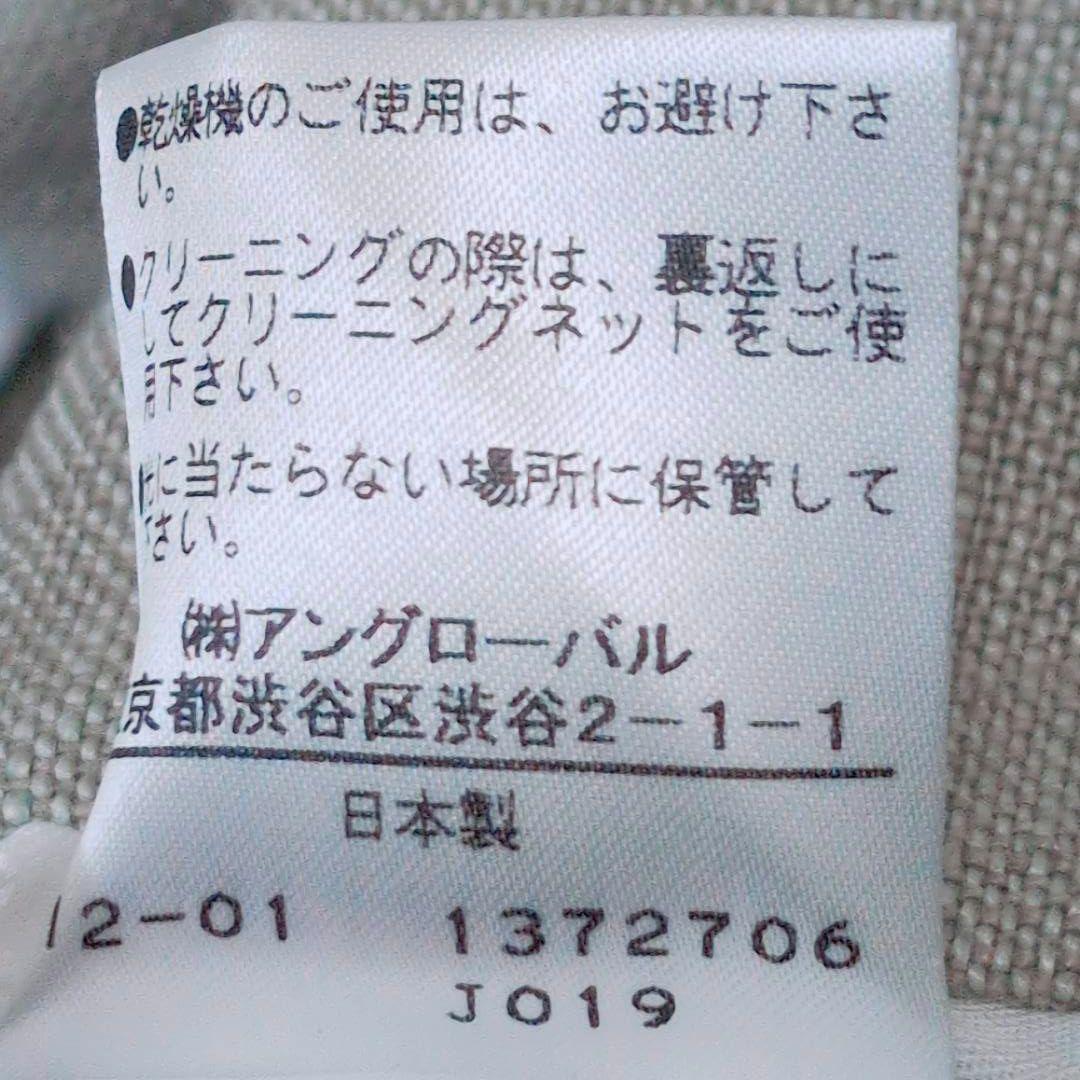 ●乾燥機のご使用は、お避け下さ
い。
●クリーニングの際は、裏返しに
してクリーニングネットをご使
用下さい。
に当たらない場所に保管して
下さい。
㈱アングローバル
京都渋谷区渋谷2-1-1
日本製
12-01 1372706
J019